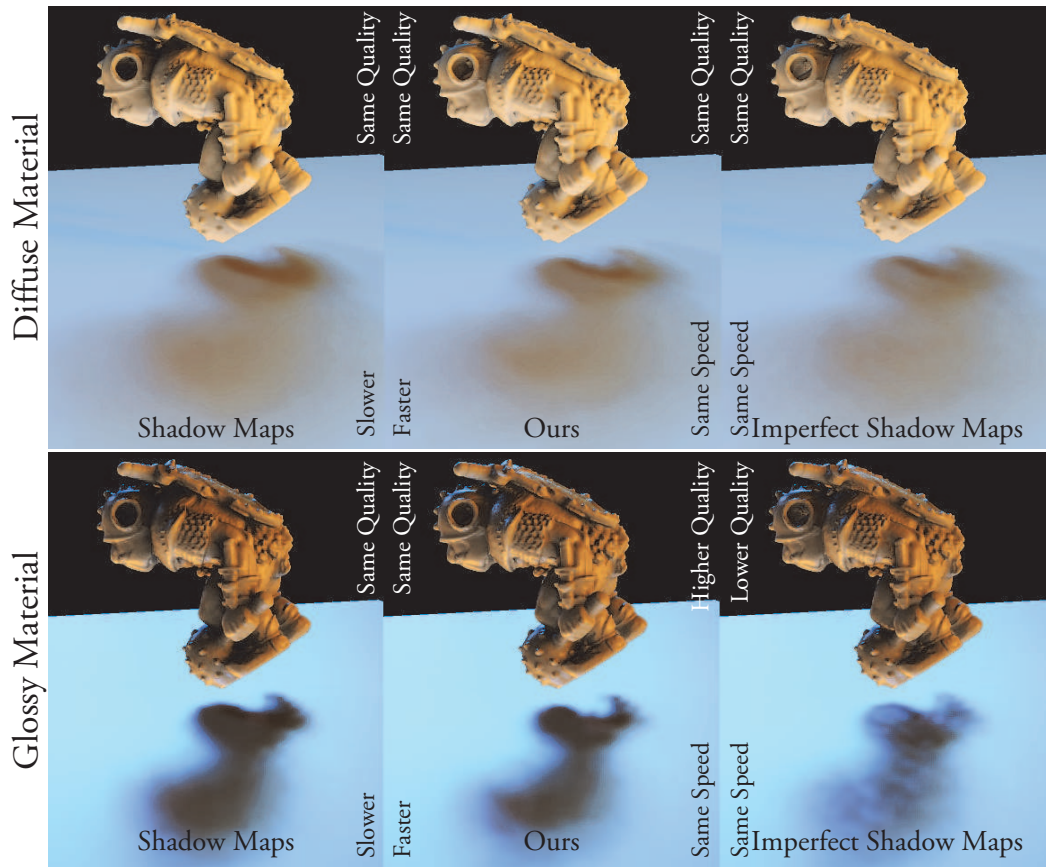 Diffuse Material
Same Quality
Same Quality
Same Quality
Same Quality
Slower
Faster
Same Speed
Same Speed
Shadow Maps
Ours
Imperfect Shadow Maps
Glossy Material
Same Quality
Same Quality
Higher Quality
Lower Quality
Slower
Faster
Same Speed
Same Speed
Shadow Maps
Ours
Imperfect Shadow Maps